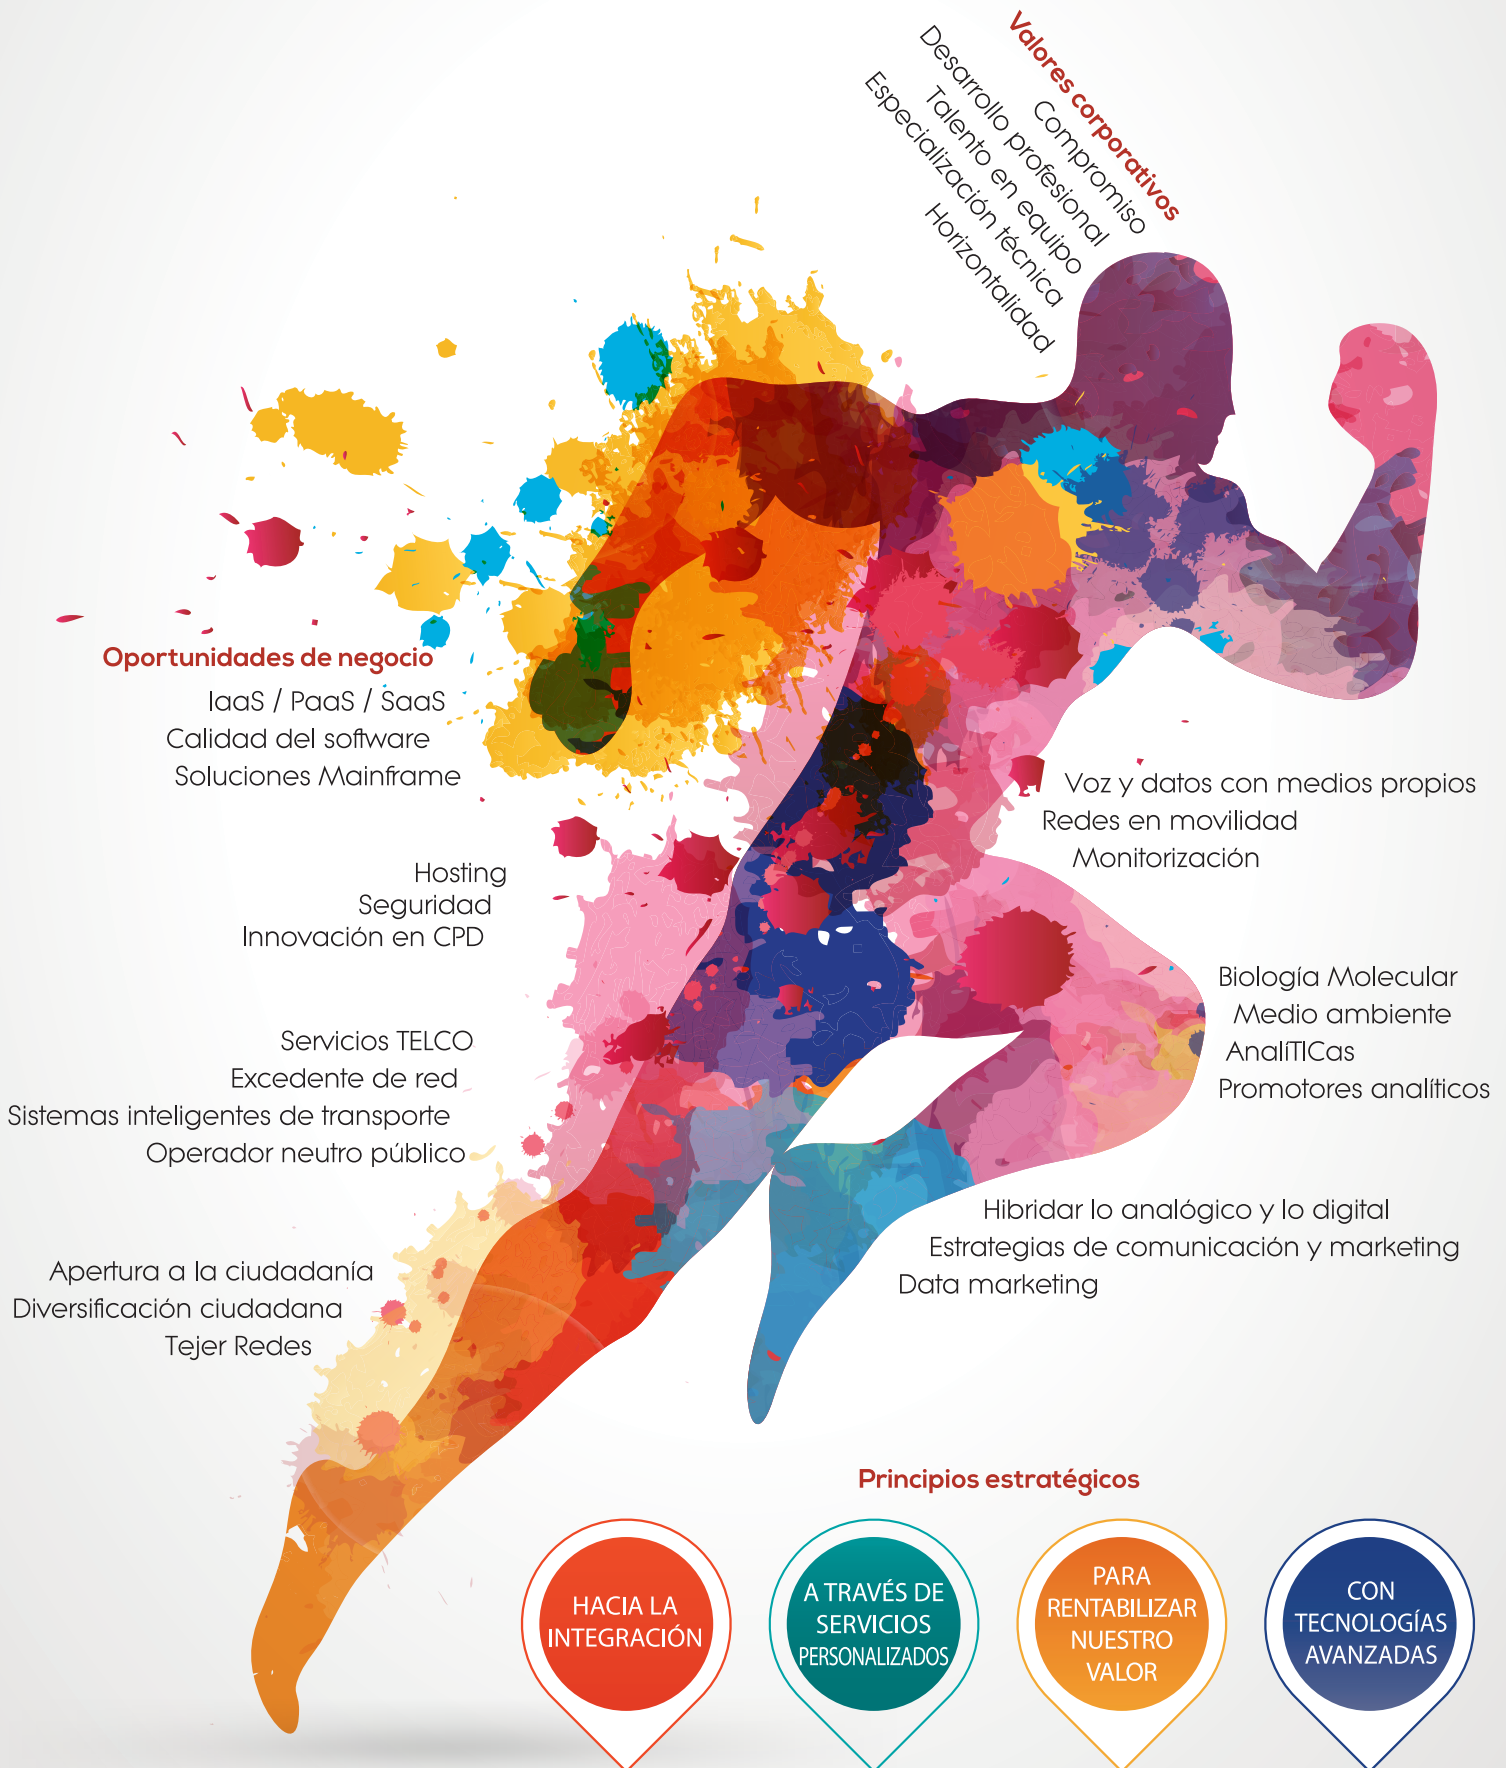 Valores corporativos
Compromiso
Desarrollo profesional
Talento en equipo
Especialización técnica
Horizontalidad
Oportunidades de negocio
IaaS / PaaS / SaaS
Calidad del software
Soluciones Mainframe
Hosting
Seguridad
Innovación en CPD
Servicios TELCO
Excedente de red
Sistemas inteligentes de transporte
Operador neutro público
Apertura a la ciudadanía
Diversificación ciudadana
Tejer Redes
Voz y datos con medios propios
Redes en movilidad
Monitorización
Biología Molecular
Medio ambiente
AnalíTICas
Promotores analíticos
Hibridar lo analógico y lo digital
Estrategias de comunicación y marketing
Data marketing
Principios estratégicos
HACIA LA
INTEGRACIÓN
A TRAVÉS DE
SERVICIOS
PERSONALIZADOS
PARA
RENTABILIZAR
NUESTRO
VALOR
CON
TECNOLOGÍAS
AVANZADAS